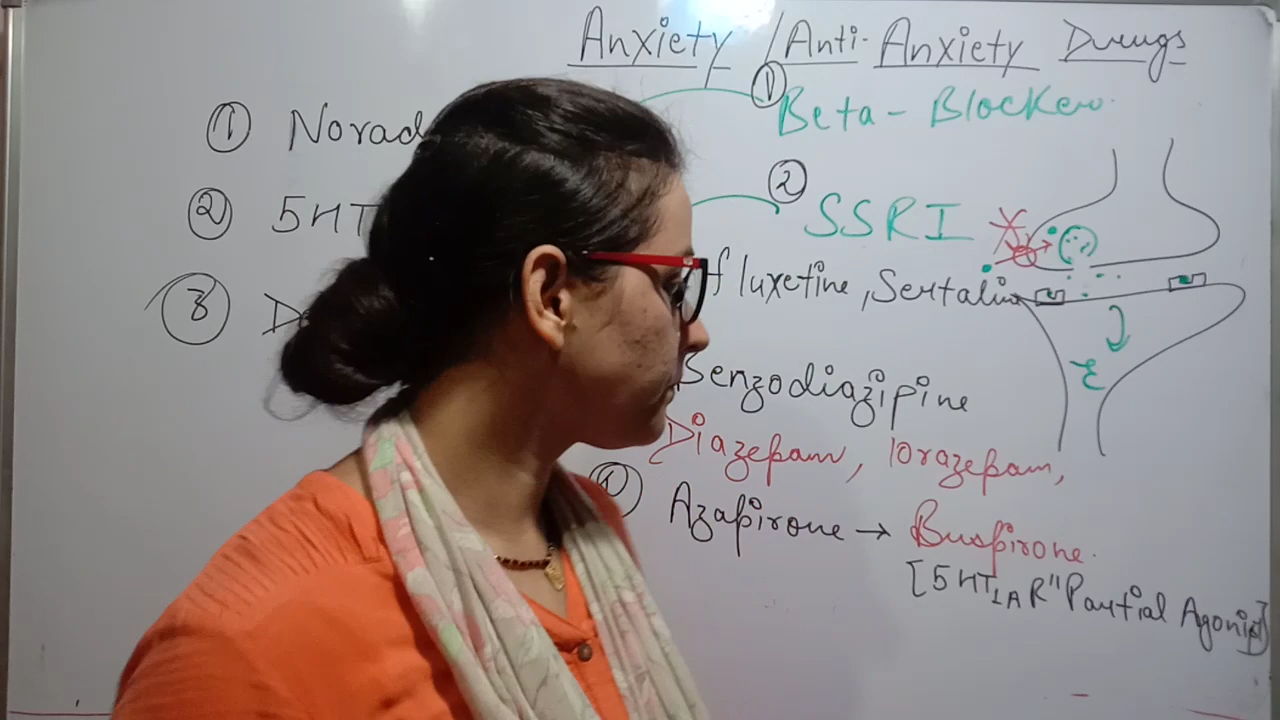 Anxiety / Anti-Anxiety Drugs
① Norad
① Beta-Blocker
② 5HT
② SSRI
fluxetine, Sertalin
③ D
Benzodiazipine
Diazepam, lorazepam,
Azapirone → Buspirone.
[5HT1A R" Partial Agonist]